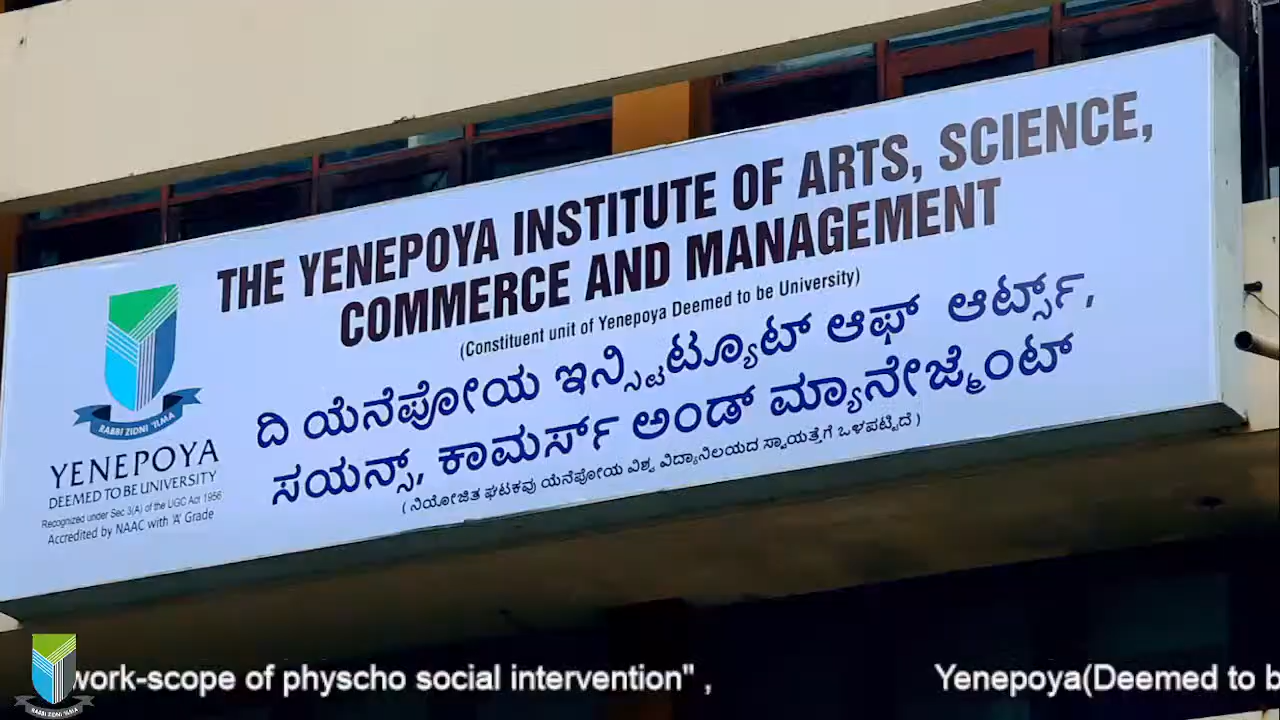 THE YENEPOYA INSTITUTE OF ARTS, SCIENCE,
COMMERCE AND MANAGEMENT
(Constituent unit of Yenepoya Deemed to be University)
ದಿ ಯೆನೆಪೋಯ ಇನ್ಸ್ಟಿಟ್ಯೂಟ್ ಆಫ್ ಆರ್ಟ್ಸ್,
ಸಯನ್ಸ್, ಕಾಮರ್ಸ್ ಅಂಡ್ ಮ್ಯಾನೇಜ್ಮೆಂಟ್
( ನಿಯೋಜಿತ ಘಟಕವು ಯೆನೆಪೋಯ ವಿಶ್ವ ವಿದ್ಯಾನಿಲಯದ ಸ್ವಾಯತ್ತೆಗೆ ಒಳಪಟ್ಟಿದೆ )
RABBI ZIDNI 'ILMA
YENEPOYA
DEEMED TO BE UNIVERSITY
Recognized under Sec 3(A) of the UGC Act 1956
Accredited by NAAC with 'A' Grade
work-scope of physcho social intervention" , Yenepoya(Deemed to b
RABBI ZIDNI 'ILMA